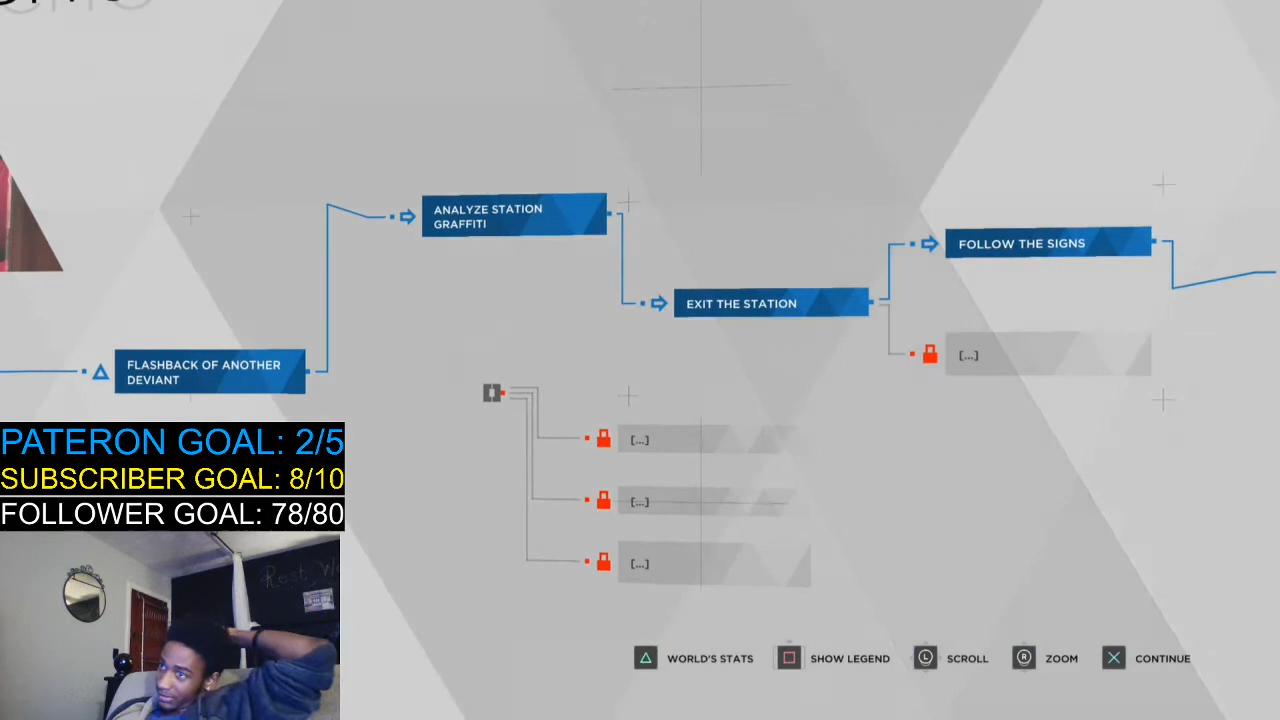 ANALYZE STATION
GRAFFITI
FOLLOW THE SIGNS
EXIT THE STATION
[...]
FLASHBACK OF ANOTHER
DEVIANT
[...]
[...]
[...]
PATERON GOAL: 2/5
SUBSCRIBER GOAL: 8/10
FOLLOWER GOAL: 78/80
Rest
WORLD'S STATS
SHOW LEGEND
L SCROLL
R ZOOM
CONTINUE